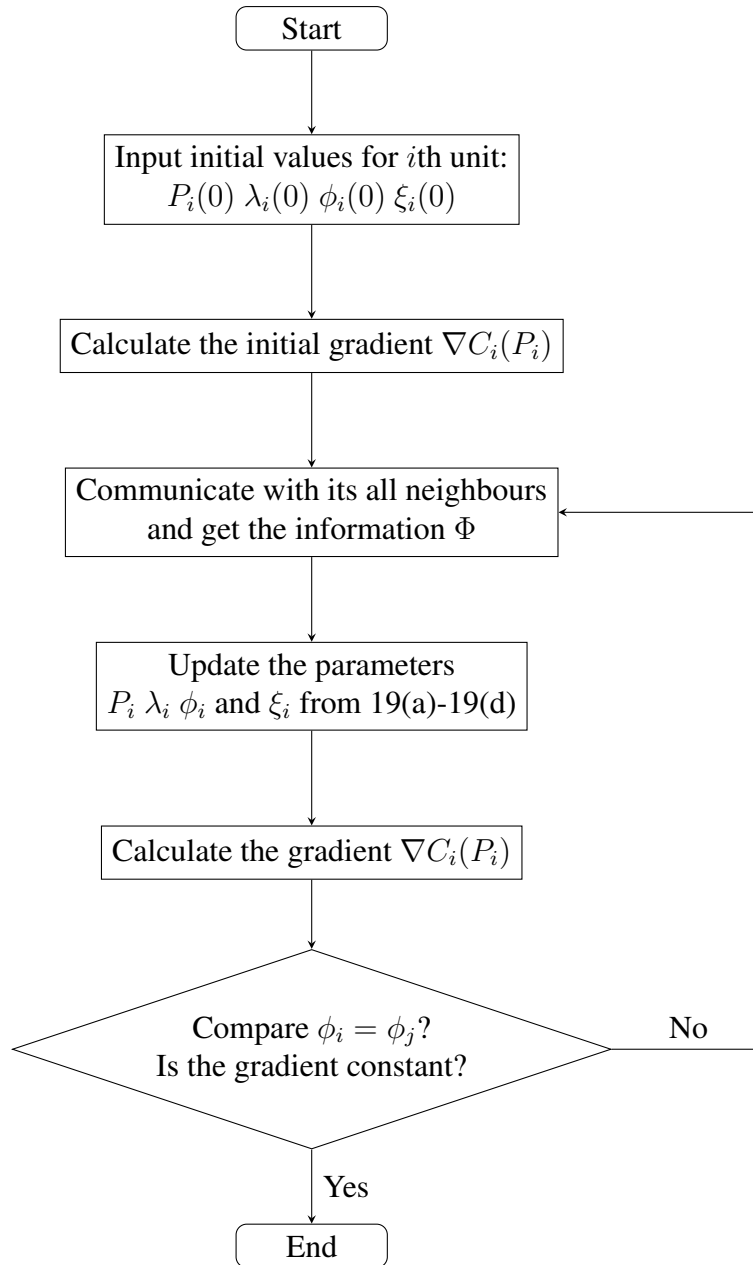 Start
Input initial values for ith unit:
P_i(0) λ_i(0) ϕ_i(0) ξ_i(0)
Calculate the initial gradient ∇C_i(P_i)
Communicate with its all neighbours
and get the information Φ
Update the parameters
P_i λ_i ϕ_i and ξ_i from 19(a)-19(d)
Calculate the gradient ∇C_i(P_i)
Compare ϕ_i = ϕ_j?
Is the gradient constant?
No
Yes
End